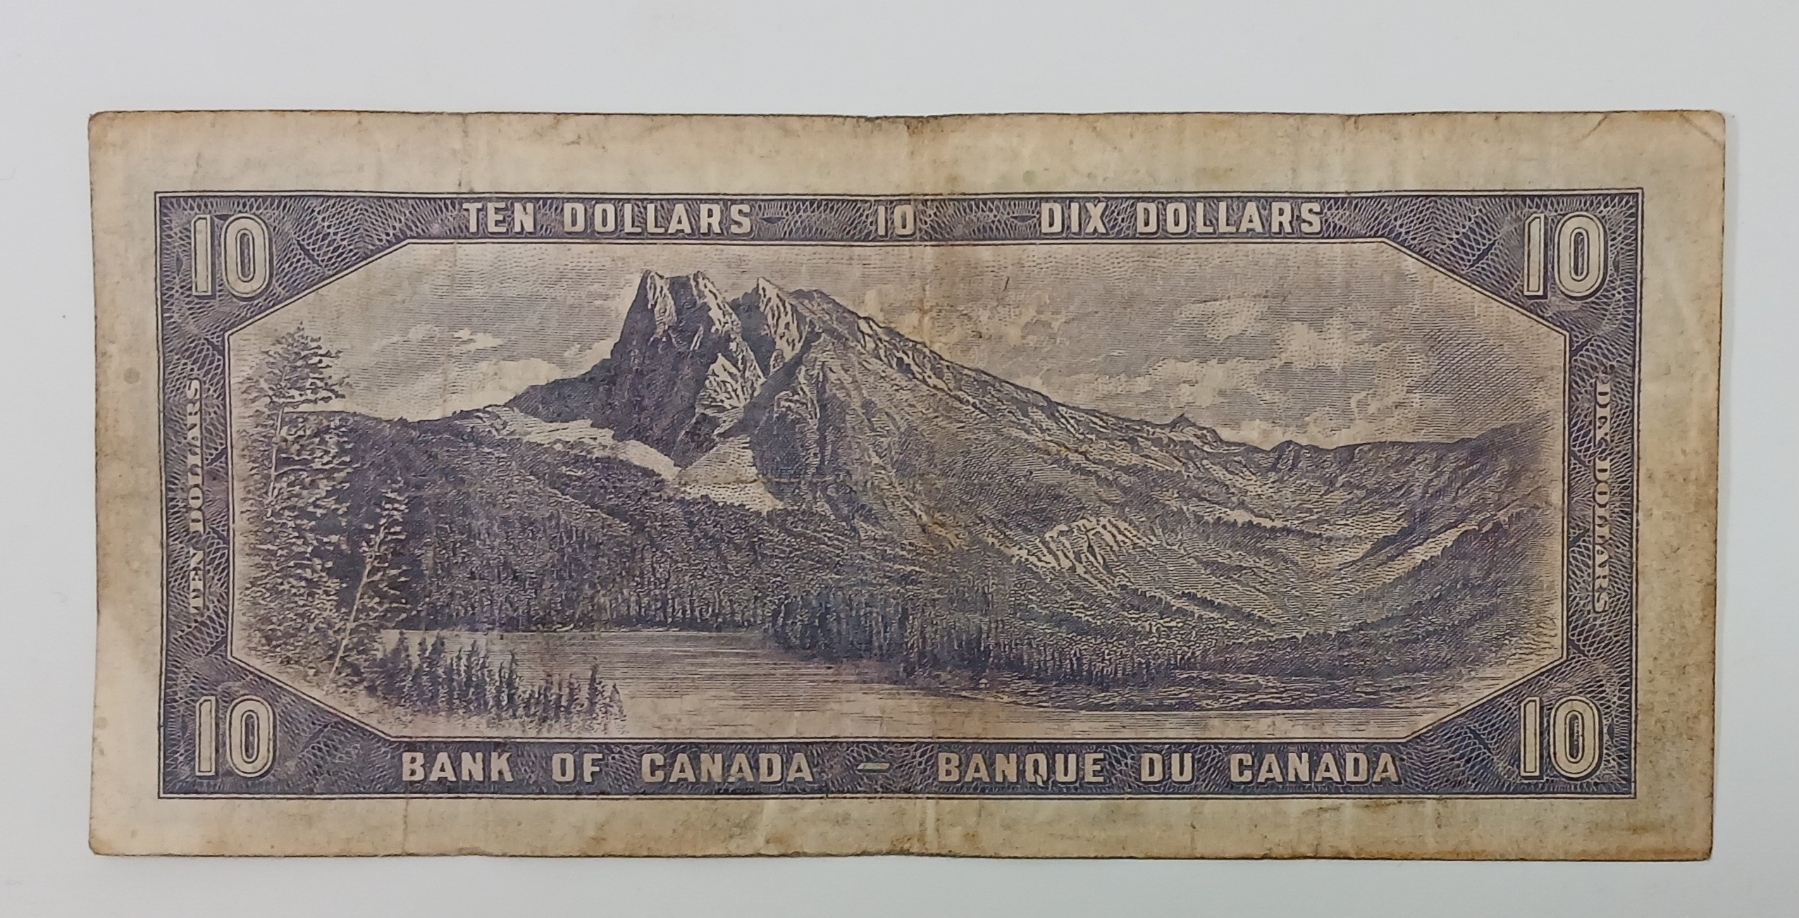 10 TEN DOLLARS 10 DIX DOLLARS 10
TEN DOLLARS
DIX DOLLARS
10 BANK OF CANADA – BANQUE DU CANADA 10